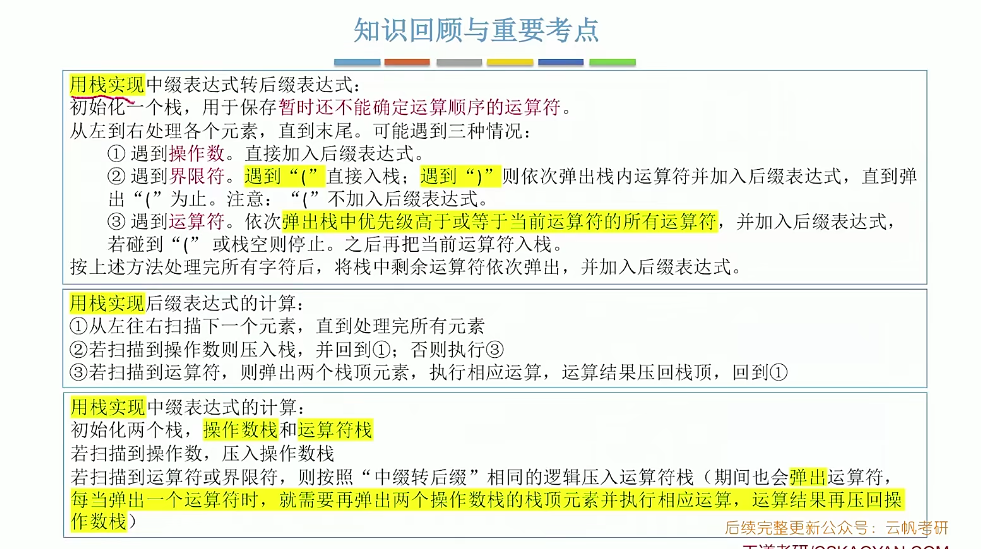 知识回顾与重要考点
用栈实现中缀表达式转后缀表达式：
初始化一个栈，用于保存暂时还不能确定运算顺序的运算符。
从左到右处理各个元素，直到末尾。可能遇到三种情况：
① 遇到操作数。直接加入后缀表达式。
② 遇到界限符。遇到“(”直接入栈；遇到“)”则依次弹出栈内运算符并加入后缀表达式，直到弹
出“(”为止。注意：“(”不加入后缀表达式。
③ 遇到运算符。依次弹出栈中优先级高于或等于当前运算符的所有运算符，并加入后缀表达式，
若碰到“(” 或栈空则停止。之后再把当前运算符入栈。
按上述方法处理完所有字符后，将栈中剩余运算符依次弹出，并加入后缀表达式。
用栈实现后缀表达式的计算：
①从左往右扫描下一个元素，直到处理完所有元素
②若扫描到操作数则压入栈，并回到①；否则执行③
③若扫描到运算符，则弹出两个栈顶元素，执行相应运算，运算结果压回栈顶，回到①
用栈实现中缀表达式的计算：
初始化两个栈，操作数栈和运算符栈
若扫描到操作数，压入操作数栈
若扫描到运算符或界限符，则按照“中缀转后缀”相同的逻辑压入运算符栈（期间也会弹出运算符，
每当弹出一个运算符时，就需要再弹出两个操作数栈的栈顶元素并执行相应运算，运算结果再压回操
作数栈）
后续完整更新公众号：云帆考研
王道考研/CSKAOYAN.COM